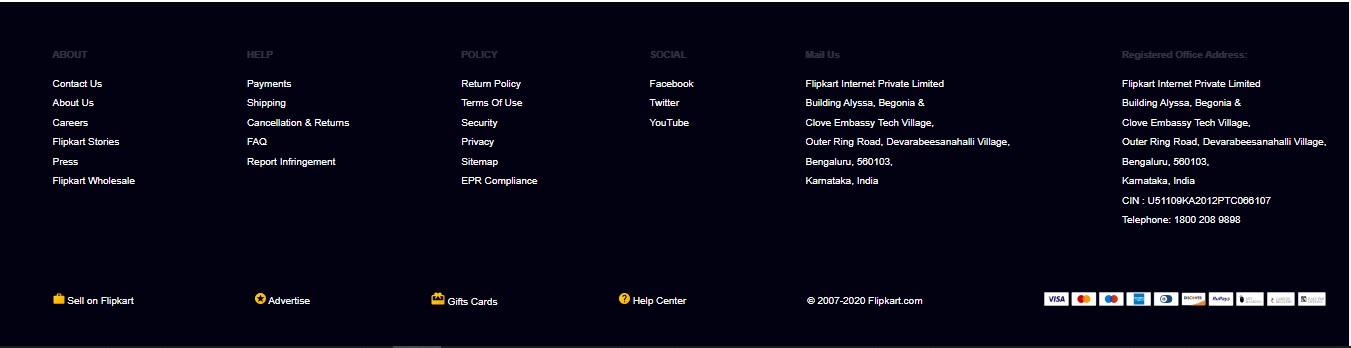 ABOUT
Contact Us
About Us
Careers
Flipkart Stories
Press
Flipkart Wholesale
HELP
Payments
Shipping
Cancellation & Returns
FAQ
Report Infringement
POLICY
Return Policy
Terms Of Use
Security
Privacy
Sitemap
EPR Compliance
SOCIAL
Facebook
Twitter
YouTube
Mail Us
Flipkart Internet Private Limited
Building Alyssa, Begonia &
Clove Embassy Tech Village,
Outer Ring Road, Devarabeesanahalli Village,
Bengaluru, 560103,
Karnataka, India
Registered Office Address:
Flipkart Internet Private Limited
Building Alyssa, Begonia &
Clove Embassy Tech Village,
Outer Ring Road, Devarabeesanahalli Village,
Bengaluru, 560103,
Karnataka, India
CIN : U51109KA2012PTC066107
Telephone: 1800 208 9898
Sell on Flipkart
Advertise
Gifts Cards
Help Center
© 2007-2020 Flipkart.com
VISA
DISCOVER
RuPay